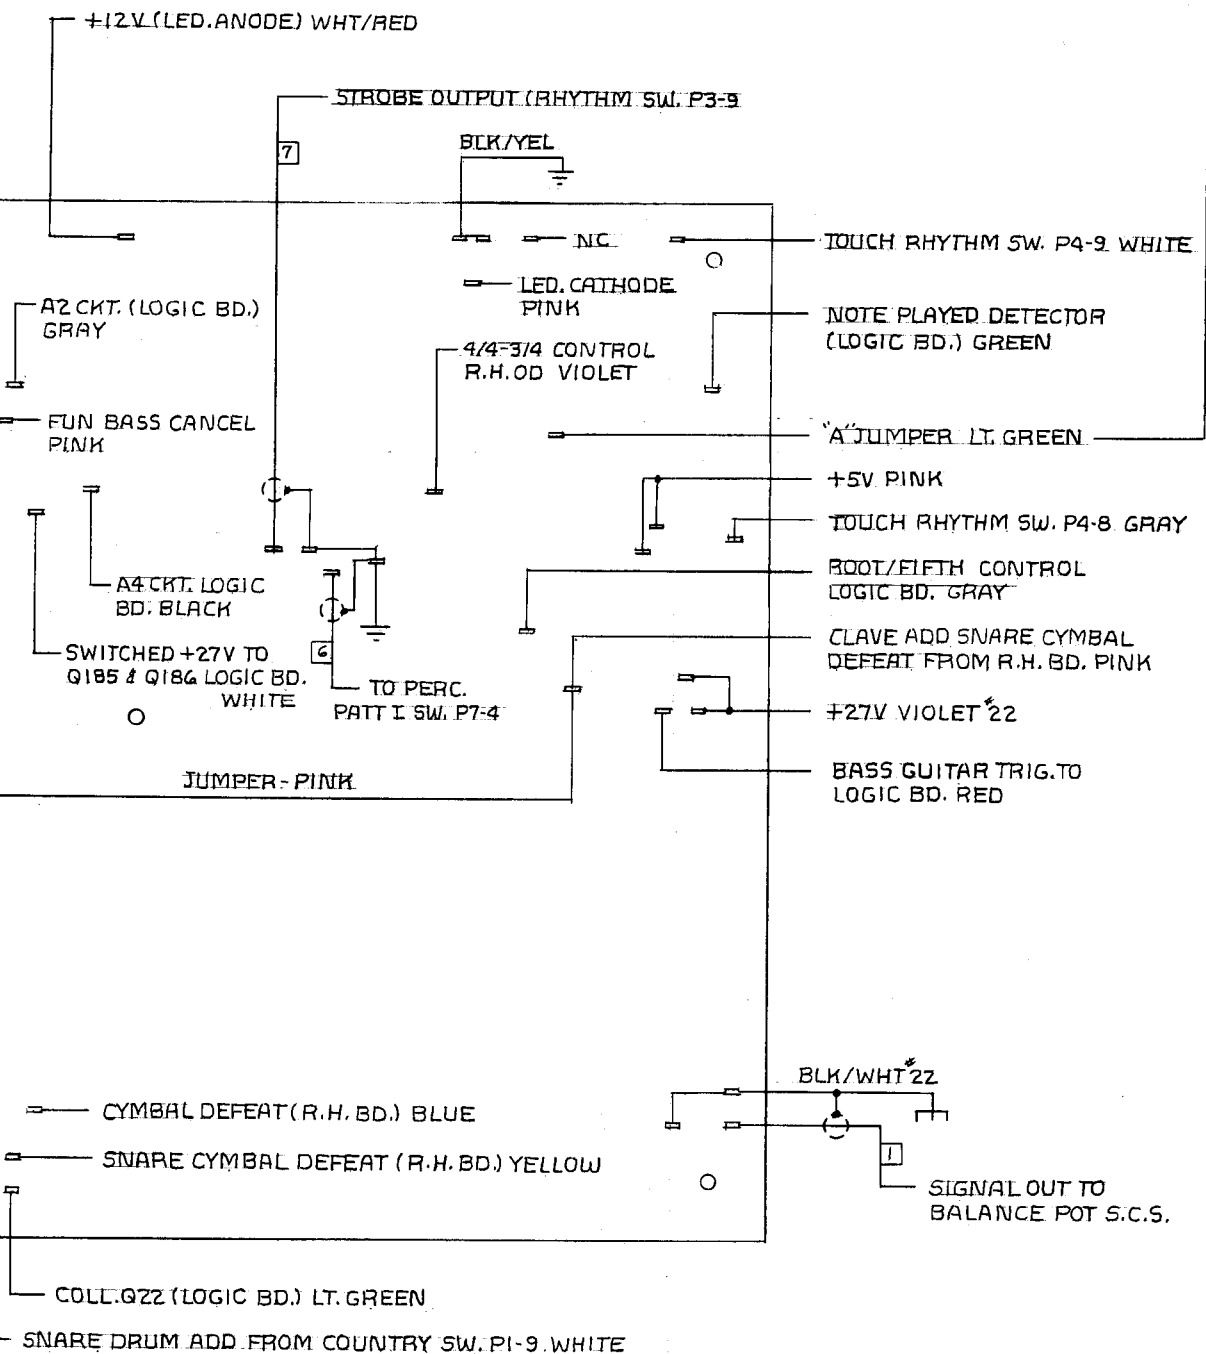 +12V (LED. ANODE) WHT/RED
STROBE OUTPUT (RHYTHM SW. P3-9
7
BLK/YEL
NC
TOUCH RHYTHM SW. P4-9 WHITE
LED. CATHODE
PINK
A2 CKT. (LOGIC BD.)
GRAY
NOTE PLAYED DETECTOR
(LOGIC BD.) GREEN
4/4-3/4 CONTROL
R.H. OD VIOLET
FUN BASS CANCEL
PINK
"A" JUMPER LT. GREEN
+5V PINK
TOUCH RHYTHM SW. P4-8 GRAY
A4 CKT. LOGIC
BD. BLACK
ROOT/FIFTH CONTROL
LOGIC BD. GRAY
SWITCHED +27V TO
Q185 & Q186 LOGIC BD.
WHITE
6
TO PERC.
PATT I SW. P7-4
CLAVE ADD SNARE CYMBAL
DEFEAT FROM R.H. BD. PINK
+27V VIOLET #22
JUMPER - PINK
BASS GUITAR TRIG. TO
LOGIC BD. RED
BLK/WHT #22
CYMBAL DEFEAT (R.H. BD.) BLUE
SNARE CYMBAL DEFEAT (R.H. BD.) YELLOW
1
SIGNAL OUT TO
BALANCE POT S.C.S.
COLL. Q22 (LOGIC BD.) LT. GREEN
SNARE DRUM ADD FROM COUNTRY SW. P1-9 WHITE